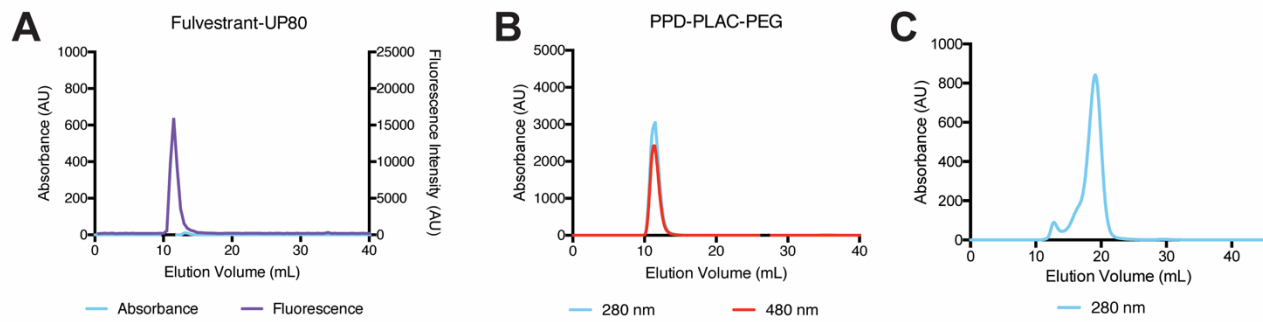 A
Fulvestrant-UP80
1000
800
600
400
200
0
25000
20000
15000
10000
5000
0
Absorbance (AU)
Fluorescence Intensity (AU)
0 10 20 30 40
Elution Volume (mL)
Absorbance Fluorescence
B
PPD-PLAC-PEG
5000
4000
3000
2000
1000
0
Absorbance (AU)
0 10 20 30 40
Elution Volume (mL)
280 nm 480 nm
C
1000
800
600
400
200
0
Absorbance (AU)
0 10 20 30 40
Elution Volume (mL)
280 nm